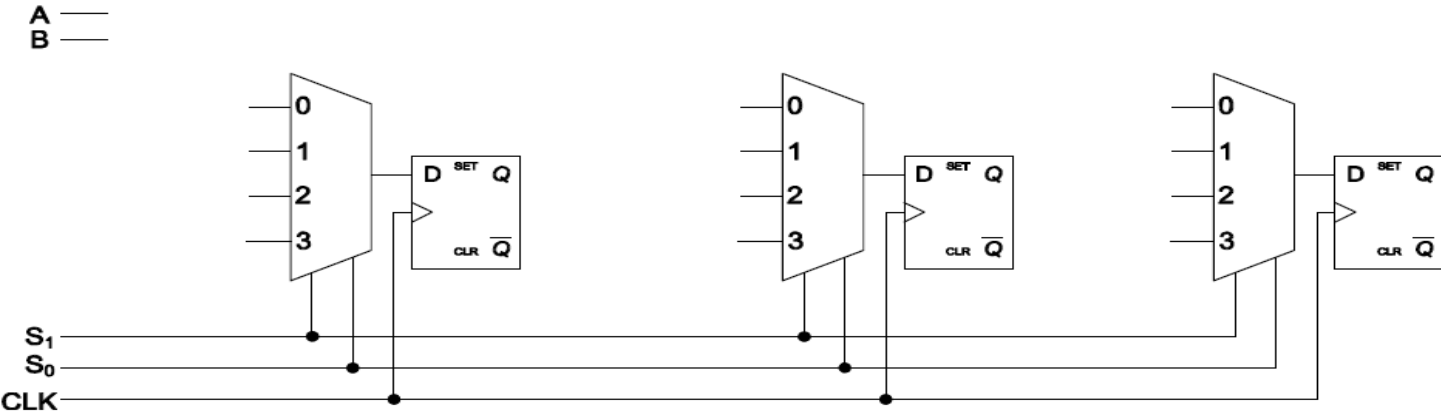 A
B
0 0 0
1 1 1
D SET Q D SET Q D SET Q
2 2 2
3 3 3
CLR Q̅ CLR Q̅ CLR Q̅
S₁
S₀
CLK